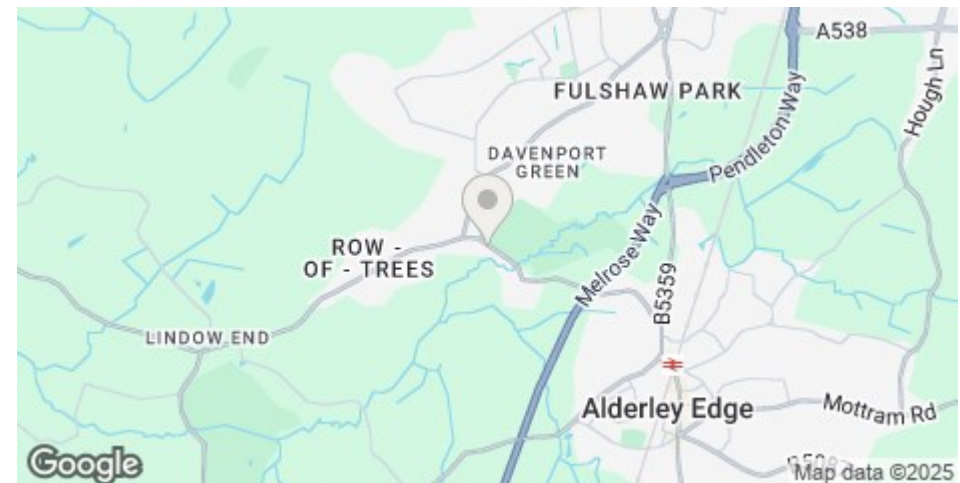 A538
FULSHAW PARK
Hough Ln
Pendleton Way
DAVENPORT
GREEN
ROW -
OF - TREES
Melrose Way
B5359
LINDOW END
Alderley Edge
Mottram Rd
Google
Map data ©2025